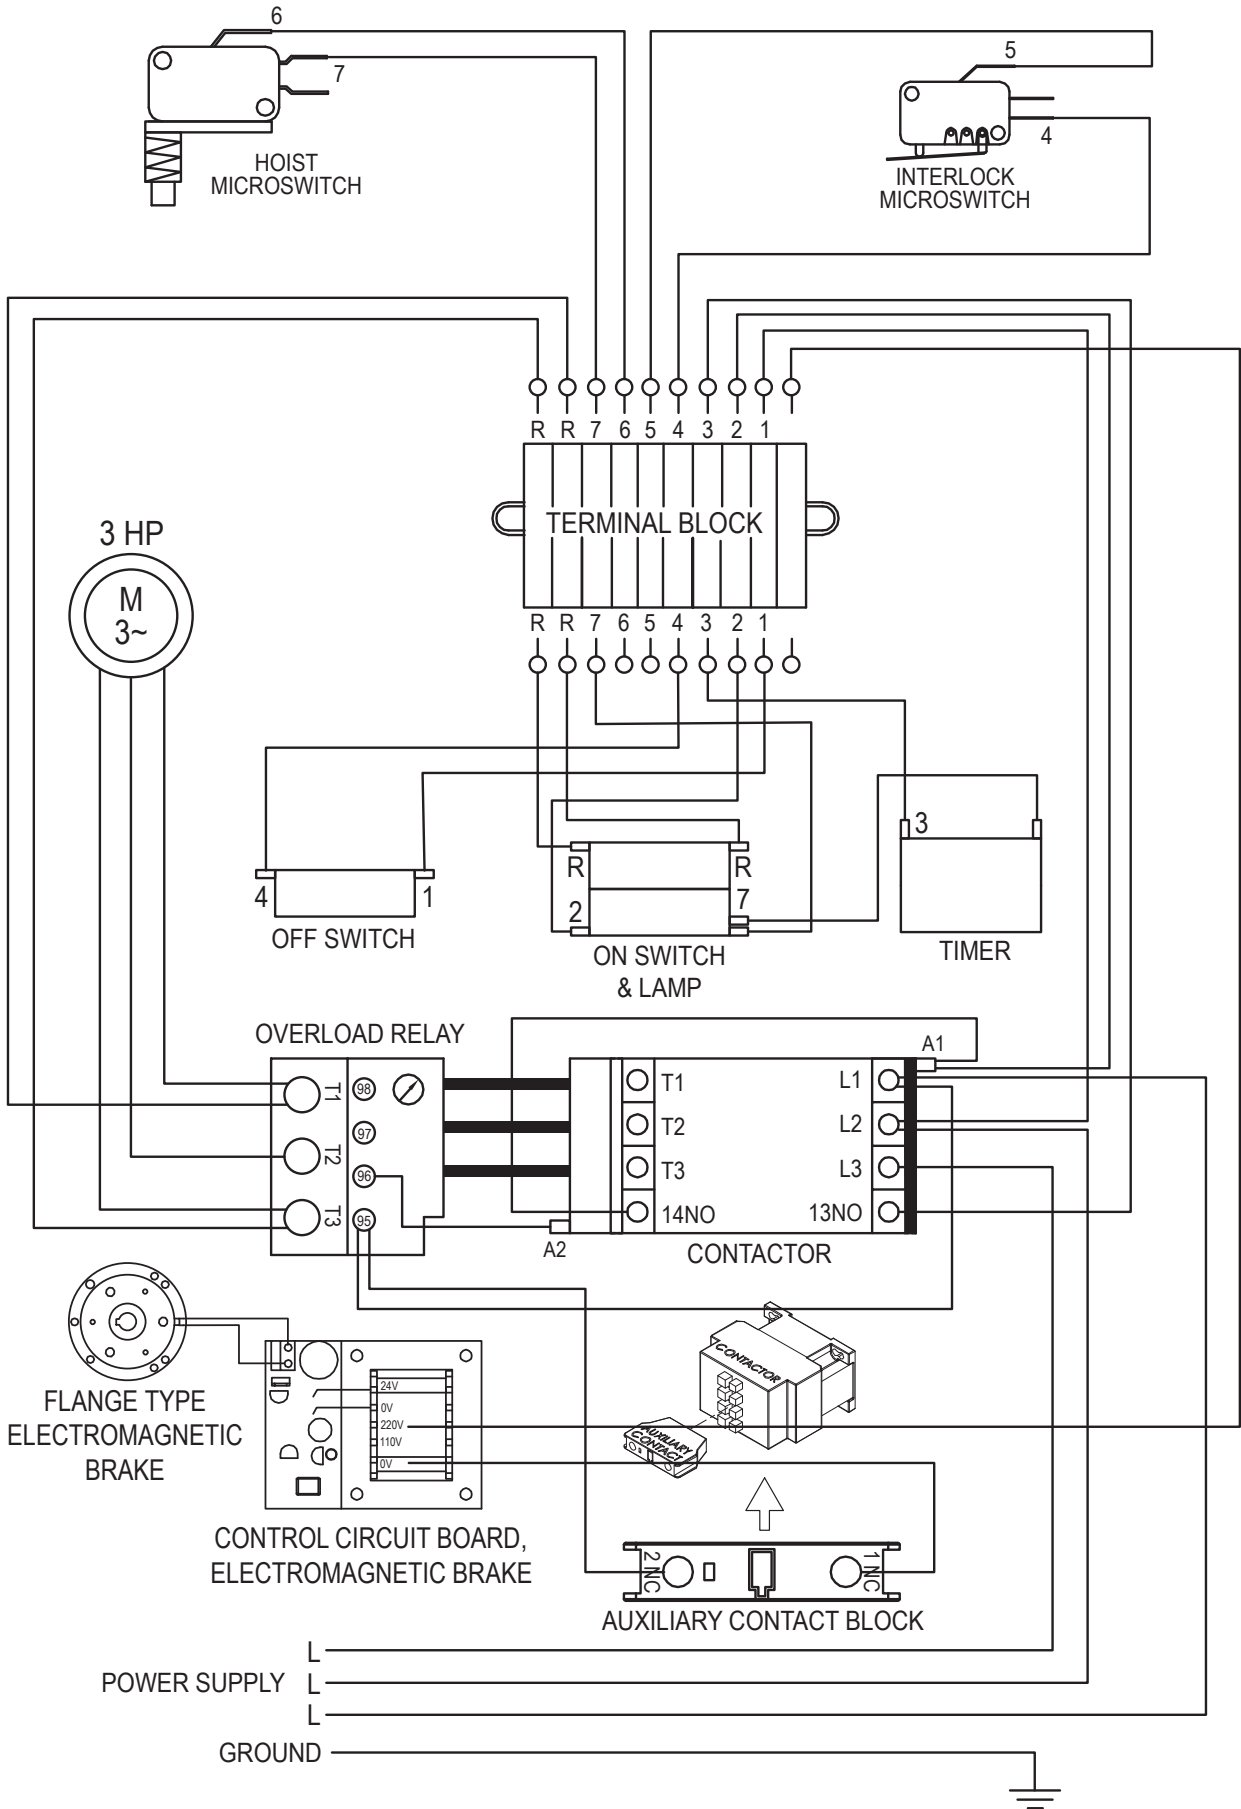 6
7
HOIST
MICROSWITCH
5
4
INTERLOCK
MICROSWITCH
R R 7 6 5 4 3 2 1
TERMINAL BLOCK
R R 7 6 5 4 3 2 1
3 HP
M
3~
4 1
OFF SWITCH
R R
2 7
ON SWITCH
& LAMP
3
TIMER
OVERLOAD RELAY
T1
T2
T3
98
97
96
95
A1
A2
T1 L1
T2 L2
T3 L3
14NO 13NO
CONTACTOR
FLANGE TYPE
ELECTROMAGNETIC
BRAKE
24V
0V
220V
110V
0V
CONTROL CIRCUIT BOARD,
ELECTROMAGNETIC BRAKE
CONTACTOR
AUXILIARY
CONTACT
2 NC 1 NC
AUXILIARY CONTACT BLOCK
L
POWER SUPPLY L
L
GROUND